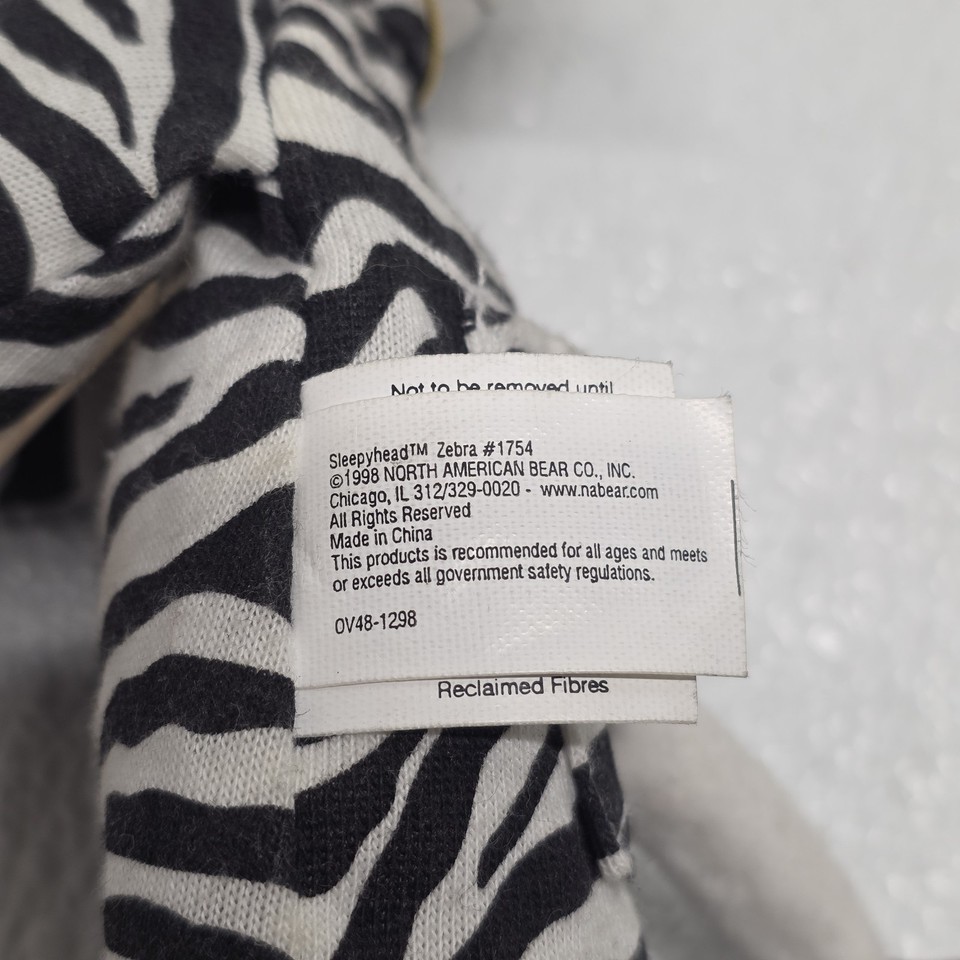 Not to be removed until
Sleepyhead™ Zebra #1754
©1998 NORTH AMERICAN BEAR CO., INC.
Chicago, IL 312/329-0020 - www.nabear.com
All Rights Reserved
Made in China
This products is recommended for all ages and meets
or exceeds all government safety regulations.
OV48-1298
Reclaimed Fibres